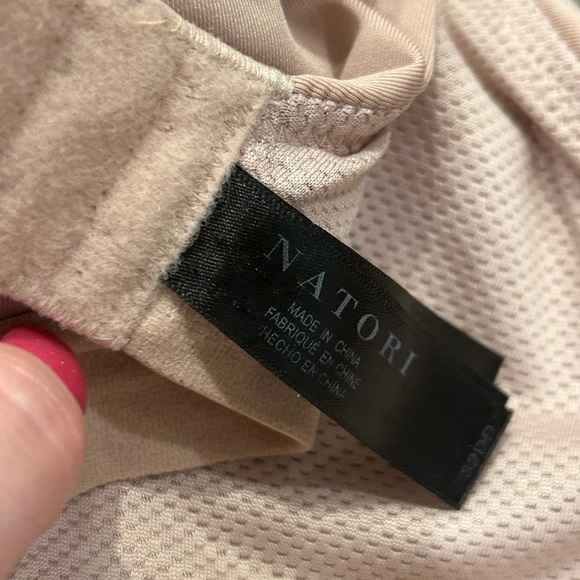 NATORI
MADE IN CHINA
FABRIQUÉ EN CHINE
HECHO EN CHINA